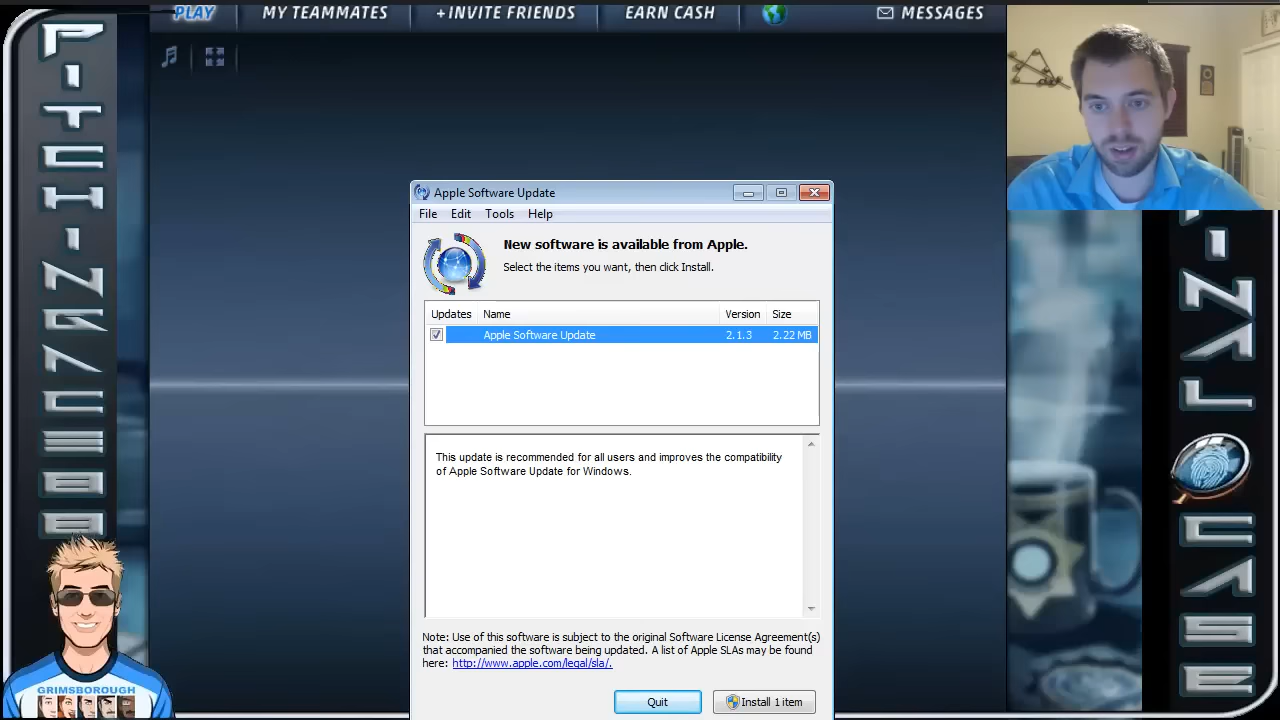 PLAY
MY TEAMMATES
+INVITE FRIENDS
EARN CASH
MESSAGES
Apple Software Update
File Edit Tools Help
New software is available from Apple.
Select the items you want, then click Install.
Updates Name Version Size
Apple Software Update 2.1.3 2.22 MB
This update is recommended for all users and improves the compatibility
of Apple Software Update for Windows.
Note: Use of this software is subject to the original Software License Agreement(s)
that accompanied the software being updated. A list of Apple SLAs may be found
here: http://www.apple.com/legal/sla/.
Quit
Install 1 item
GRIMSBOROUGH
INAL
CASE